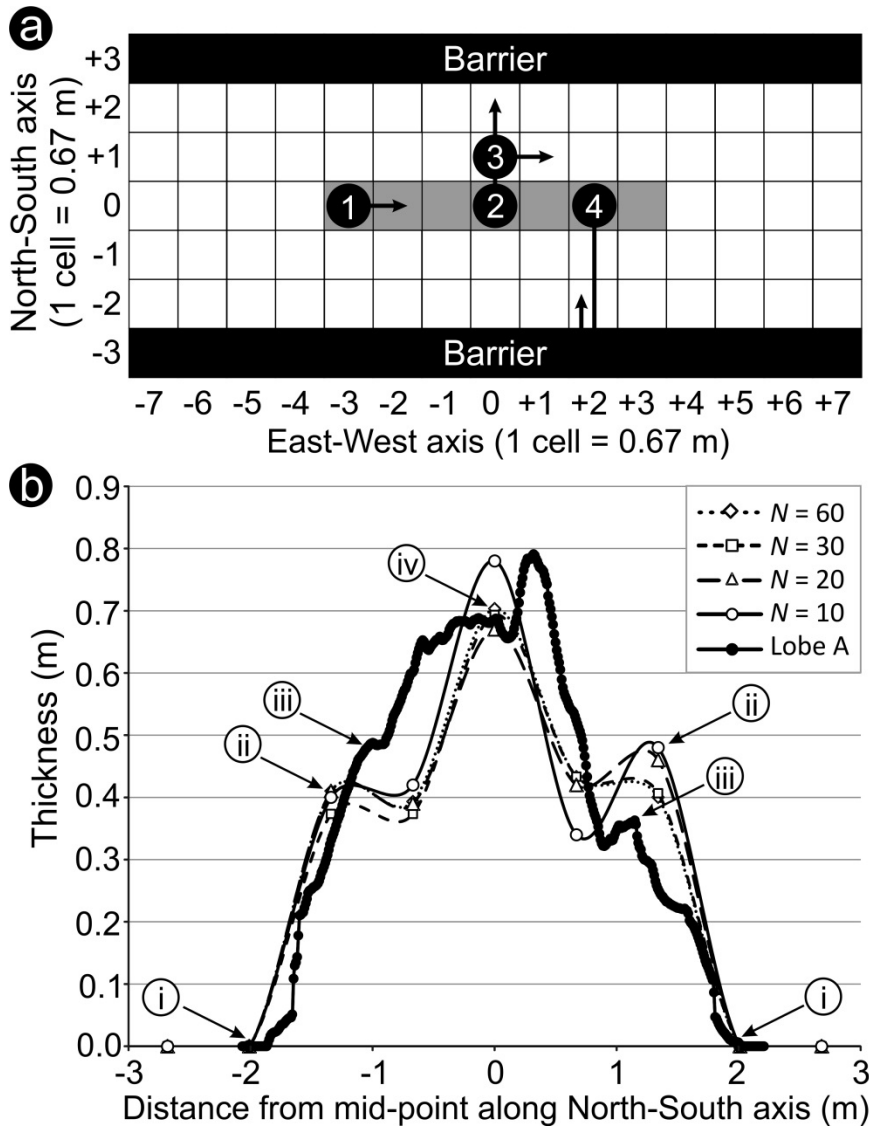 a
North-South axis
(1 cell = 0.67 m)
+3
Barrier
+2
+1
3
0
1
2
4
-1
-2
-3
Barrier
-7 -6 -5 -4 -3 -2 -1 0 +1 +2 +3 +4 +5 +6 +7
East-West axis (1 cell = 0.67 m)
b
Thickness (m)
0.9
0.8
0.7
0.6
0.5
0.4
0.3
0.2
0.1
0.0
N = 60
N = 30
N = 20
N = 10
Lobe A
iv
iii
ii
ii
iii
i
i
-3 -2 -1 0 1 2 3
Distance from mid-point along North-South axis (m)